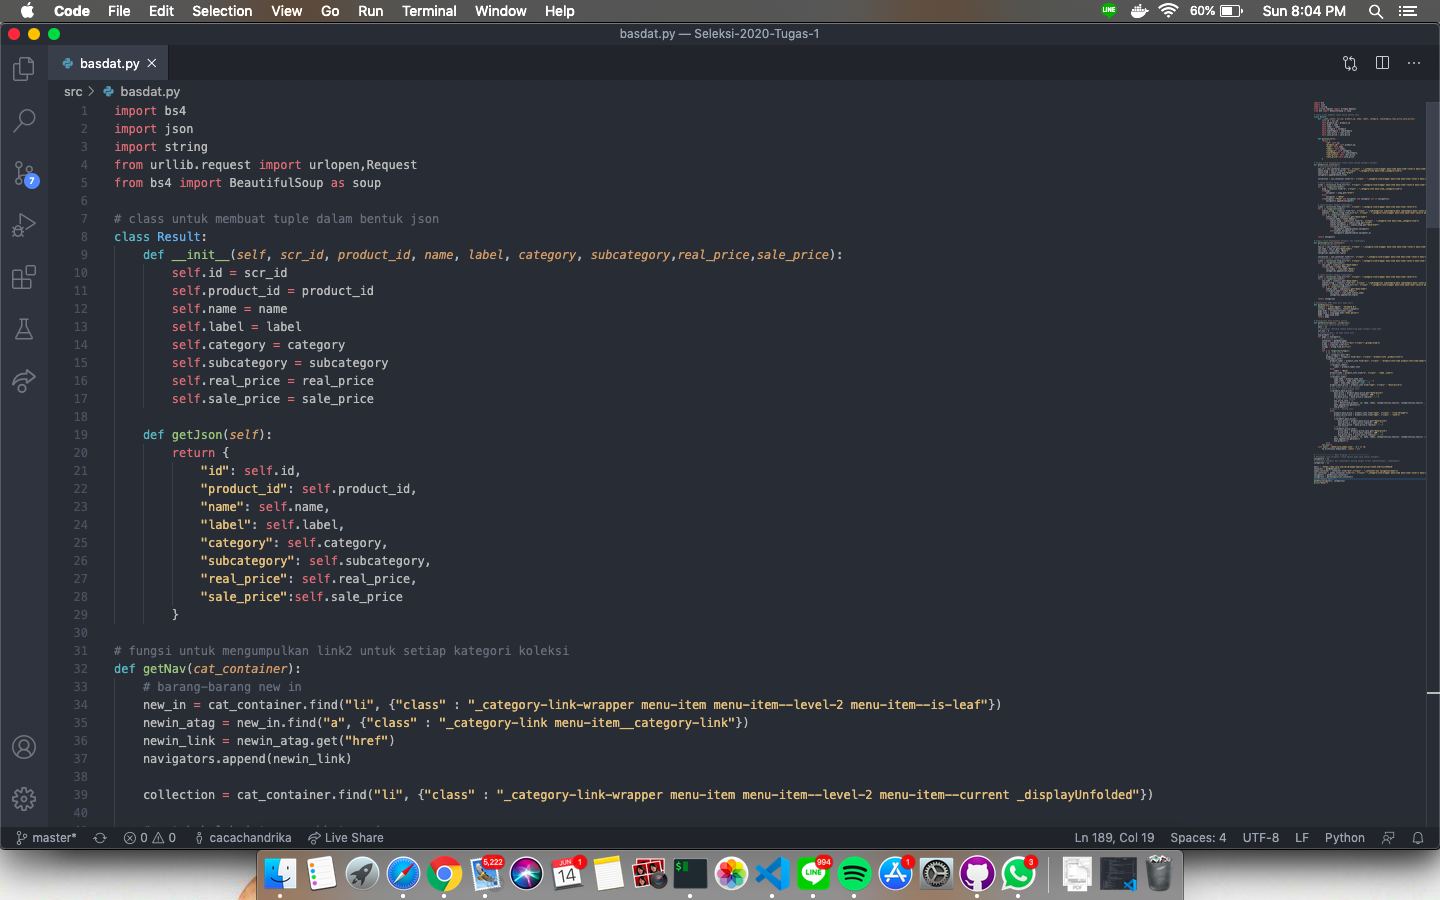 Code File Edit Selection View Go Run Terminal Window Help
LINE 60% Sun 8:04 PM
basdat.py — Seleksi-2020-Tugas-1
basdat.py
src > basdat.py
1 import bs4
2 import json
3 import string
4 from urllib.request import urlopen,Request
5 from bs4 import BeautifulSoup as soup
6
7 # class untuk membuat tuple dalam bentuk json
8 class Result:
9 def __init__(self, scr_id, product_id, name, label, category, subcategory,real_price,sale_price):
10 self.id = scr_id
11 self.product_id = product_id
12 self.name = name
13 self.label = label
14 self.category = category
15 self.subcategory = subcategory
16 self.real_price = real_price
17 self.sale_price = sale_price
18
19 def getJson(self):
20 return {
21 "id": self.id,
22 "product_id": self.product_id,
23 "name": self.name,
24 "label": self.label,
25 "category": self.category,
26 "subcategory": self.subcategory,
27 "real_price": self.real_price,
28 "sale_price":self.sale_price
29 }
30
31 # fungsi untuk mengumpulkan link2 untuk setiap kategori koleksi
32 def getNav(cat_container):
33 # barang-barang new in
34 new_in = cat_container.find("li", {"class" : "_category-link-wrapper menu-item menu-item--level-2 menu-item--is-leaf"})
35 newin_atag = new_in.find("a", {"class" : "_category-link menu-item__category-link"})
36 newin_link = newin_atag.get("href")
37 navigators.append(newin_link)
38
39 collection = cat_container.find("li", {"class" : "_category-link-wrapper menu-item menu-item--level-2 menu-item--current _displayUnfolded"})
40
7
master* 0 0 cacachandrika Live Share Ln 189, Col 19 Spaces: 4 UTF-8 LF Python
5,222 JUN 14 1 $ LINE 994 1 3 PDF